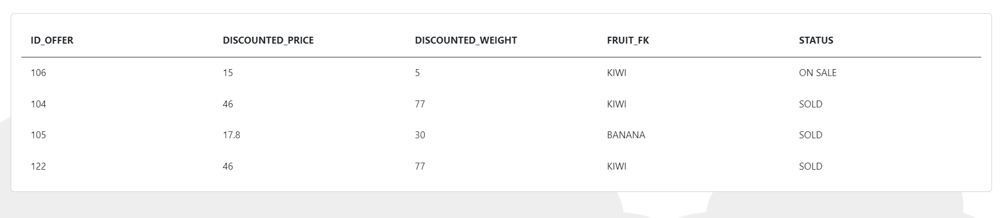 ID_OFFER DISCOUNTED_PRICE DISCOUNTED_WEIGHT FRUIT_FK STATUS
106 15 5 KIWI ON SALE
104 46 77 KIWI SOLD
105 17.8 30 BANANA SOLD
122 46 77 KIWI SOLD